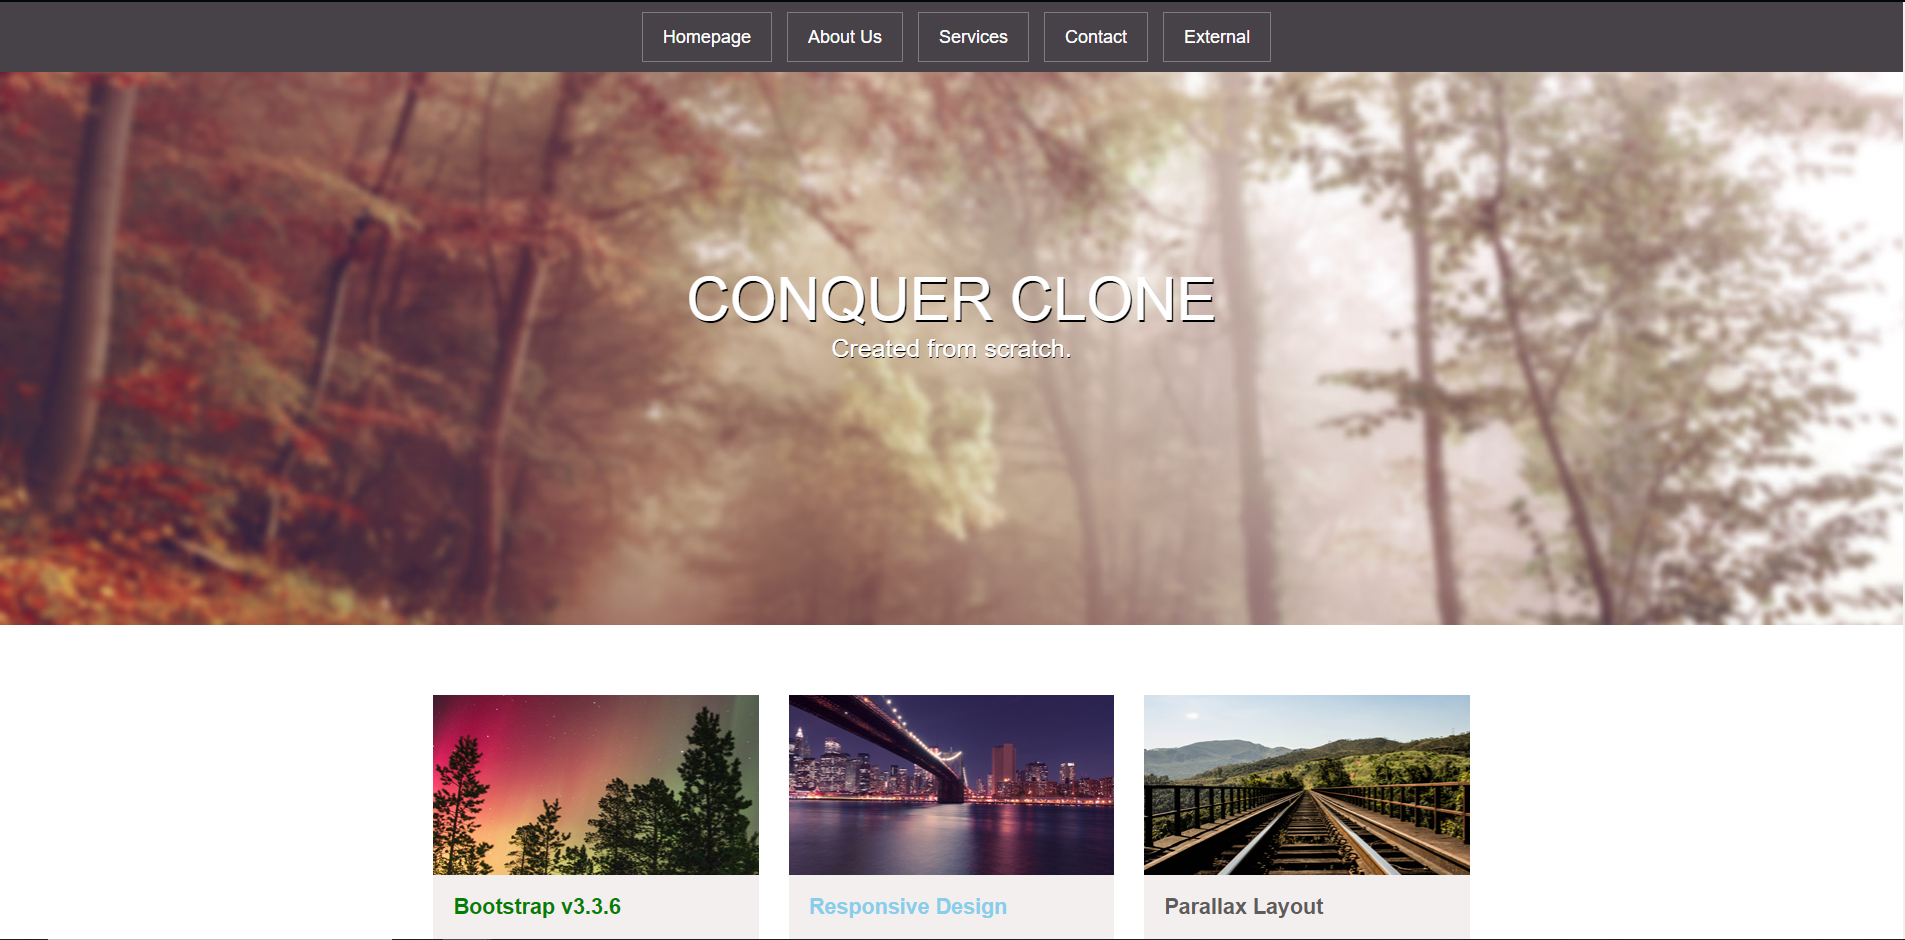 Homepage About Us Services Contact External
CONQUER CLONE
Created from scratch.
Bootstrap v3.3.6 Responsive Design Parallax Layout